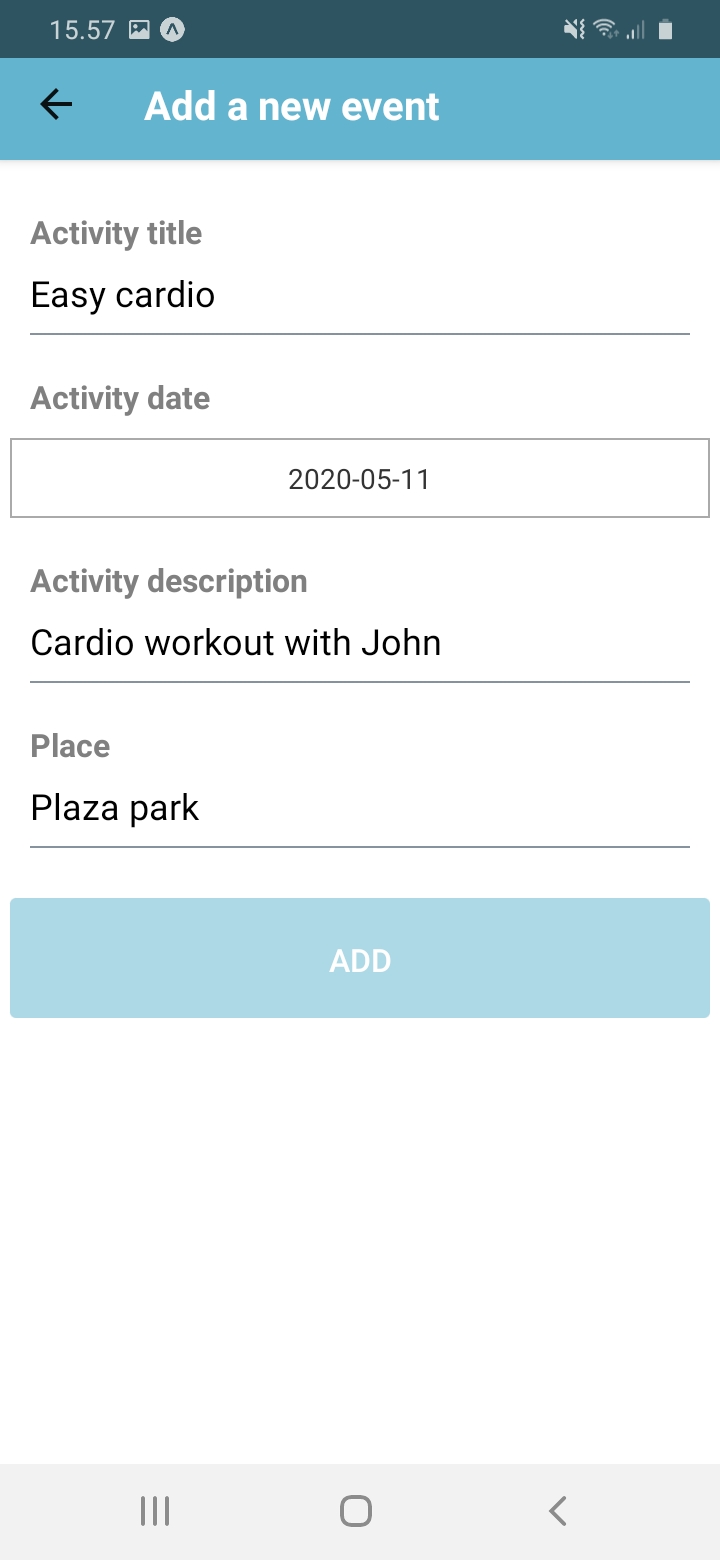 15.57
Add a new event
Activity title
Easy cardio
Activity date
2020-05-11
Activity description
Cardio workout with John
Place
Plaza park
ADD